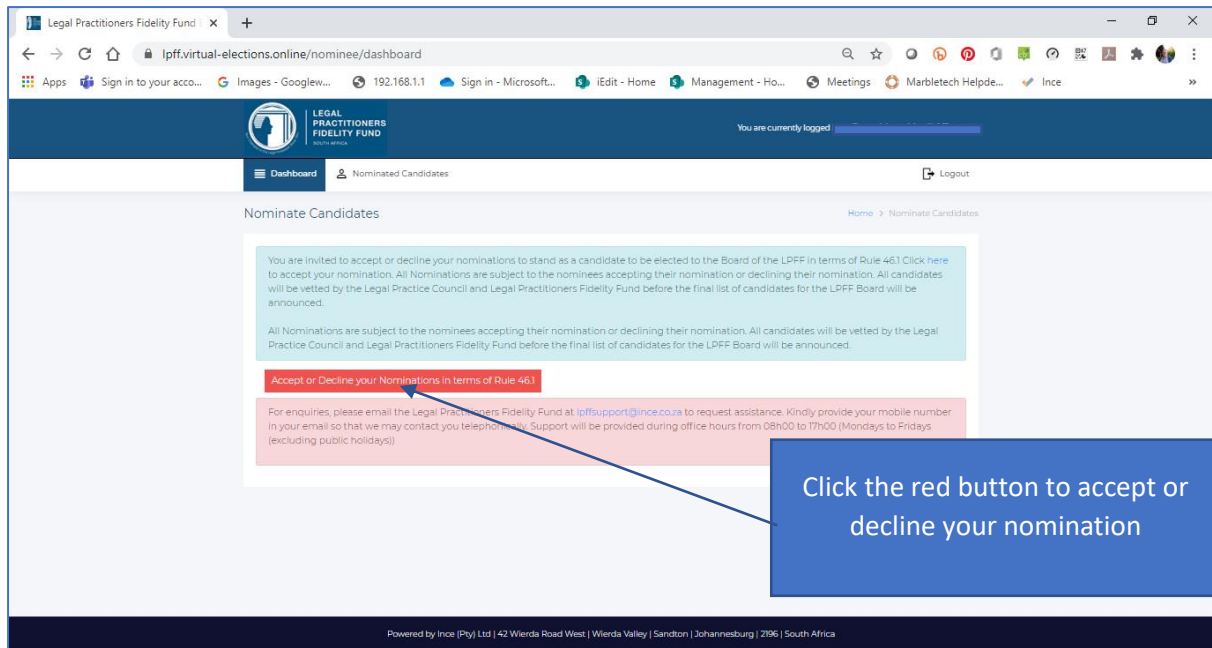 Legal Practitioners Fidelity Fund
lpff.virtual-elections.online/nominee/dashboard
Apps Sign in to your acco... Images - Googlew... 192.168.1.1 Sign in - Microsoft... iEdit - Home Management - Ho... Meetings Marbletech Helpde... Ince »
LEGAL
PRACTITIONERS
FIDELITY FUND
SOUTH AFRICA
You are currently logged
Dashboard Nominated Candidates Logout
Nominate Candidates Home > Nominate Candidates
You are invited to accept or decline your nominations to stand as a candidate to be elected to the Board of the LPFF in terms of Rule 46.1 Click here
to accept your nomination. All Nominations are subject to the nominees accepting their nomination or declining their nomination. All candidates
will be vetted by the Legal Practice Council and Legal Practitioners Fidelity Fund before the final list of candidates for the LPFF Board will be
announced.
All Nominations are subject to the nominees accepting their nomination or declining their nomination. All candidates will be vetted by the Legal
Practice Council and Legal Practitioners Fidelity Fund before the final list of candidates for the LPFF Board will be announced.
Accept or Decline your Nominations in terms of Rule 46.1
For enquiries, please email the Legal Practitioners Fidelity Fund at lpffsupport@ince.co.za to request assistance. Kindly provide your mobile number
in your email so that we may contact you telephonically. Support will be provided during office hours from 08h00 to 17h00 (Mondays to Fridays
(excluding public holidays))
Click the red button to accept or
decline your nomination
Powered by Ince (Pty) Ltd | 42 Wierda Road West | Wierda Valley | Sandton | Johannesburg | 2196 | South Africa